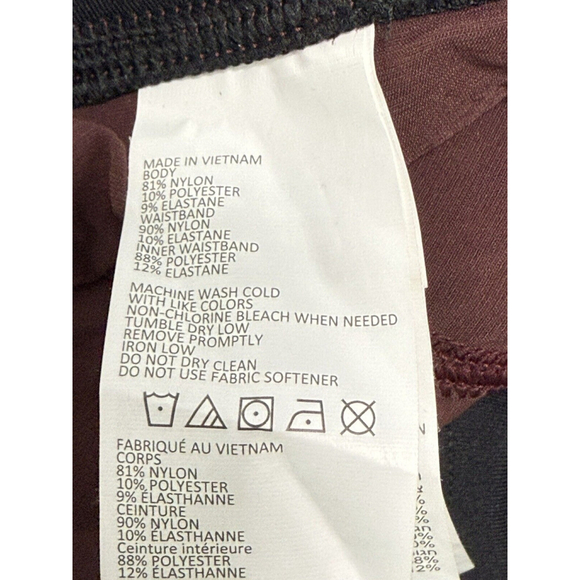 MADE IN VIETNAM
BODY
81% NYLON
10% POLYESTER
9% ELASTANE
WAISTBAND
90% NYLON
10% ELASTANE
INNER WAISTBAND
88% POLYESTER
12% ELASTANE
MACHINE WASH COLD
WITH LIKE COLORS
NON-CHLORINE BLEACH WHEN NEEDED
TUMBLE DRY LOW
REMOVE PROMPTLY
IRON LOW
DO NOT DRY CLEAN
DO NOT USE FABRIC SOFTENER
FABRIQUÉ AU VIETNAM
CORPS
81% NYLON
10% POLYESTER
9% ÉLASTHANNE
CEINTURE
90% NYLON
10% ÉLASTHANNE
Ceinture intérieure
88% POLYESTER
12% ÉLASTHANNE